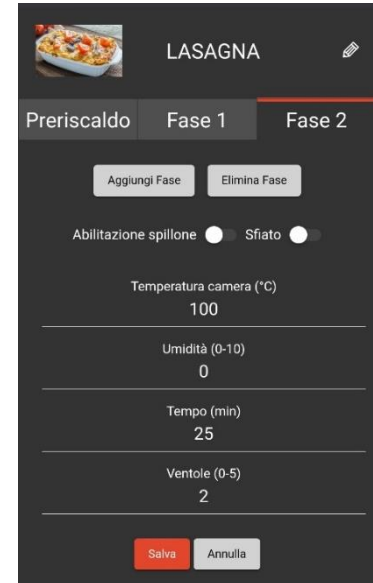 LASAGNA
Preriscaldo Fase 1 Fase 2
Aggiungi Fase Elimina Fase
Abilitazione spillone Sfiato
Temperatura camera (°C)
100
Umidità (0-10)
0
Tempo (min)
25
Ventole (0-5)
2
Salva Annulla